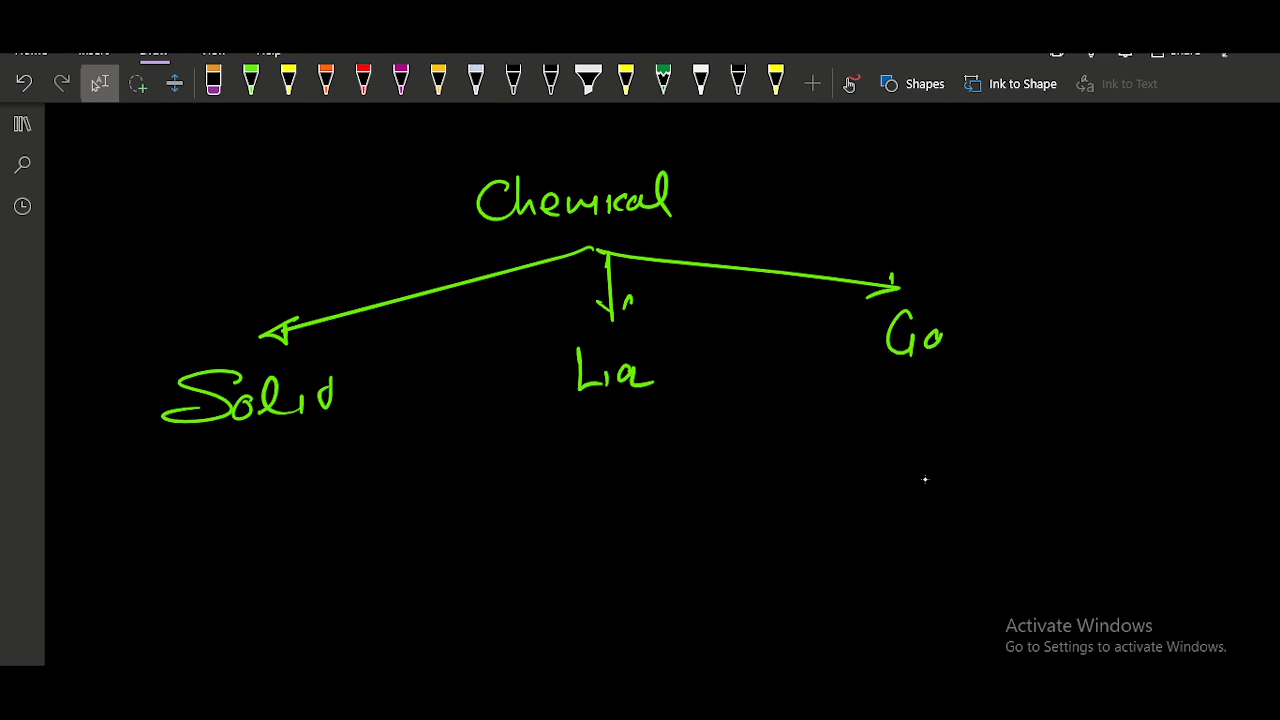 Ink to Shape
Shapes
Ink to Text
Chemical
Solid
Liq
Ga
Activate Windows
Go to Settings to activate Windows.